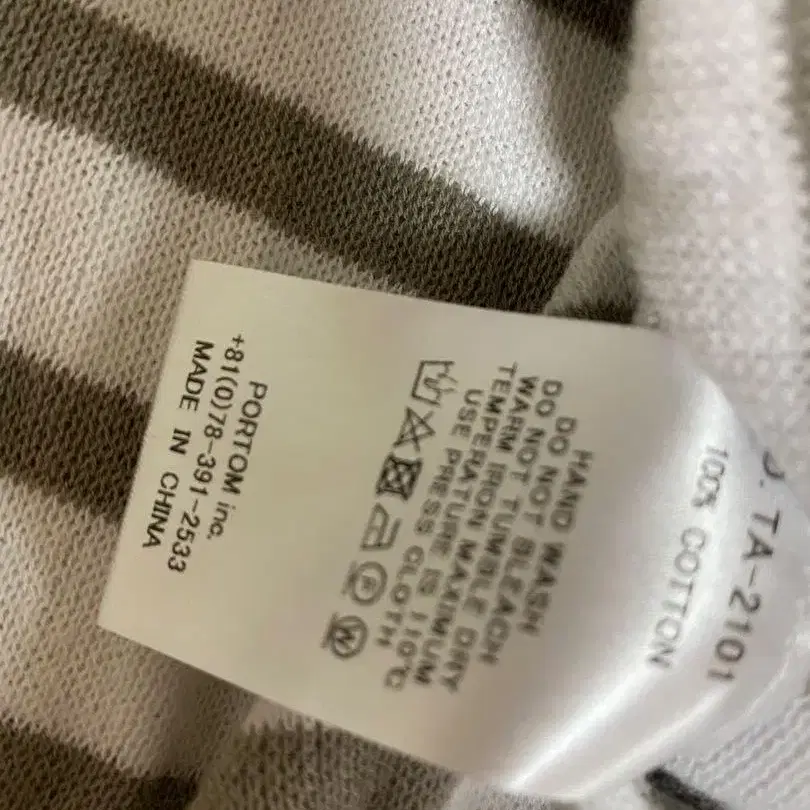 . TA-2101
100% COTTON
HAND WASH
DO NOT BLEACH
DO NOT TUMBLE DRY
WARM IRON MAXIMUM
TEMPERATURE IS 110℃
USE PRESS CLOTH
P W
PORTOM inc.
+81(0)78-391-2533
MADE IN CHINA